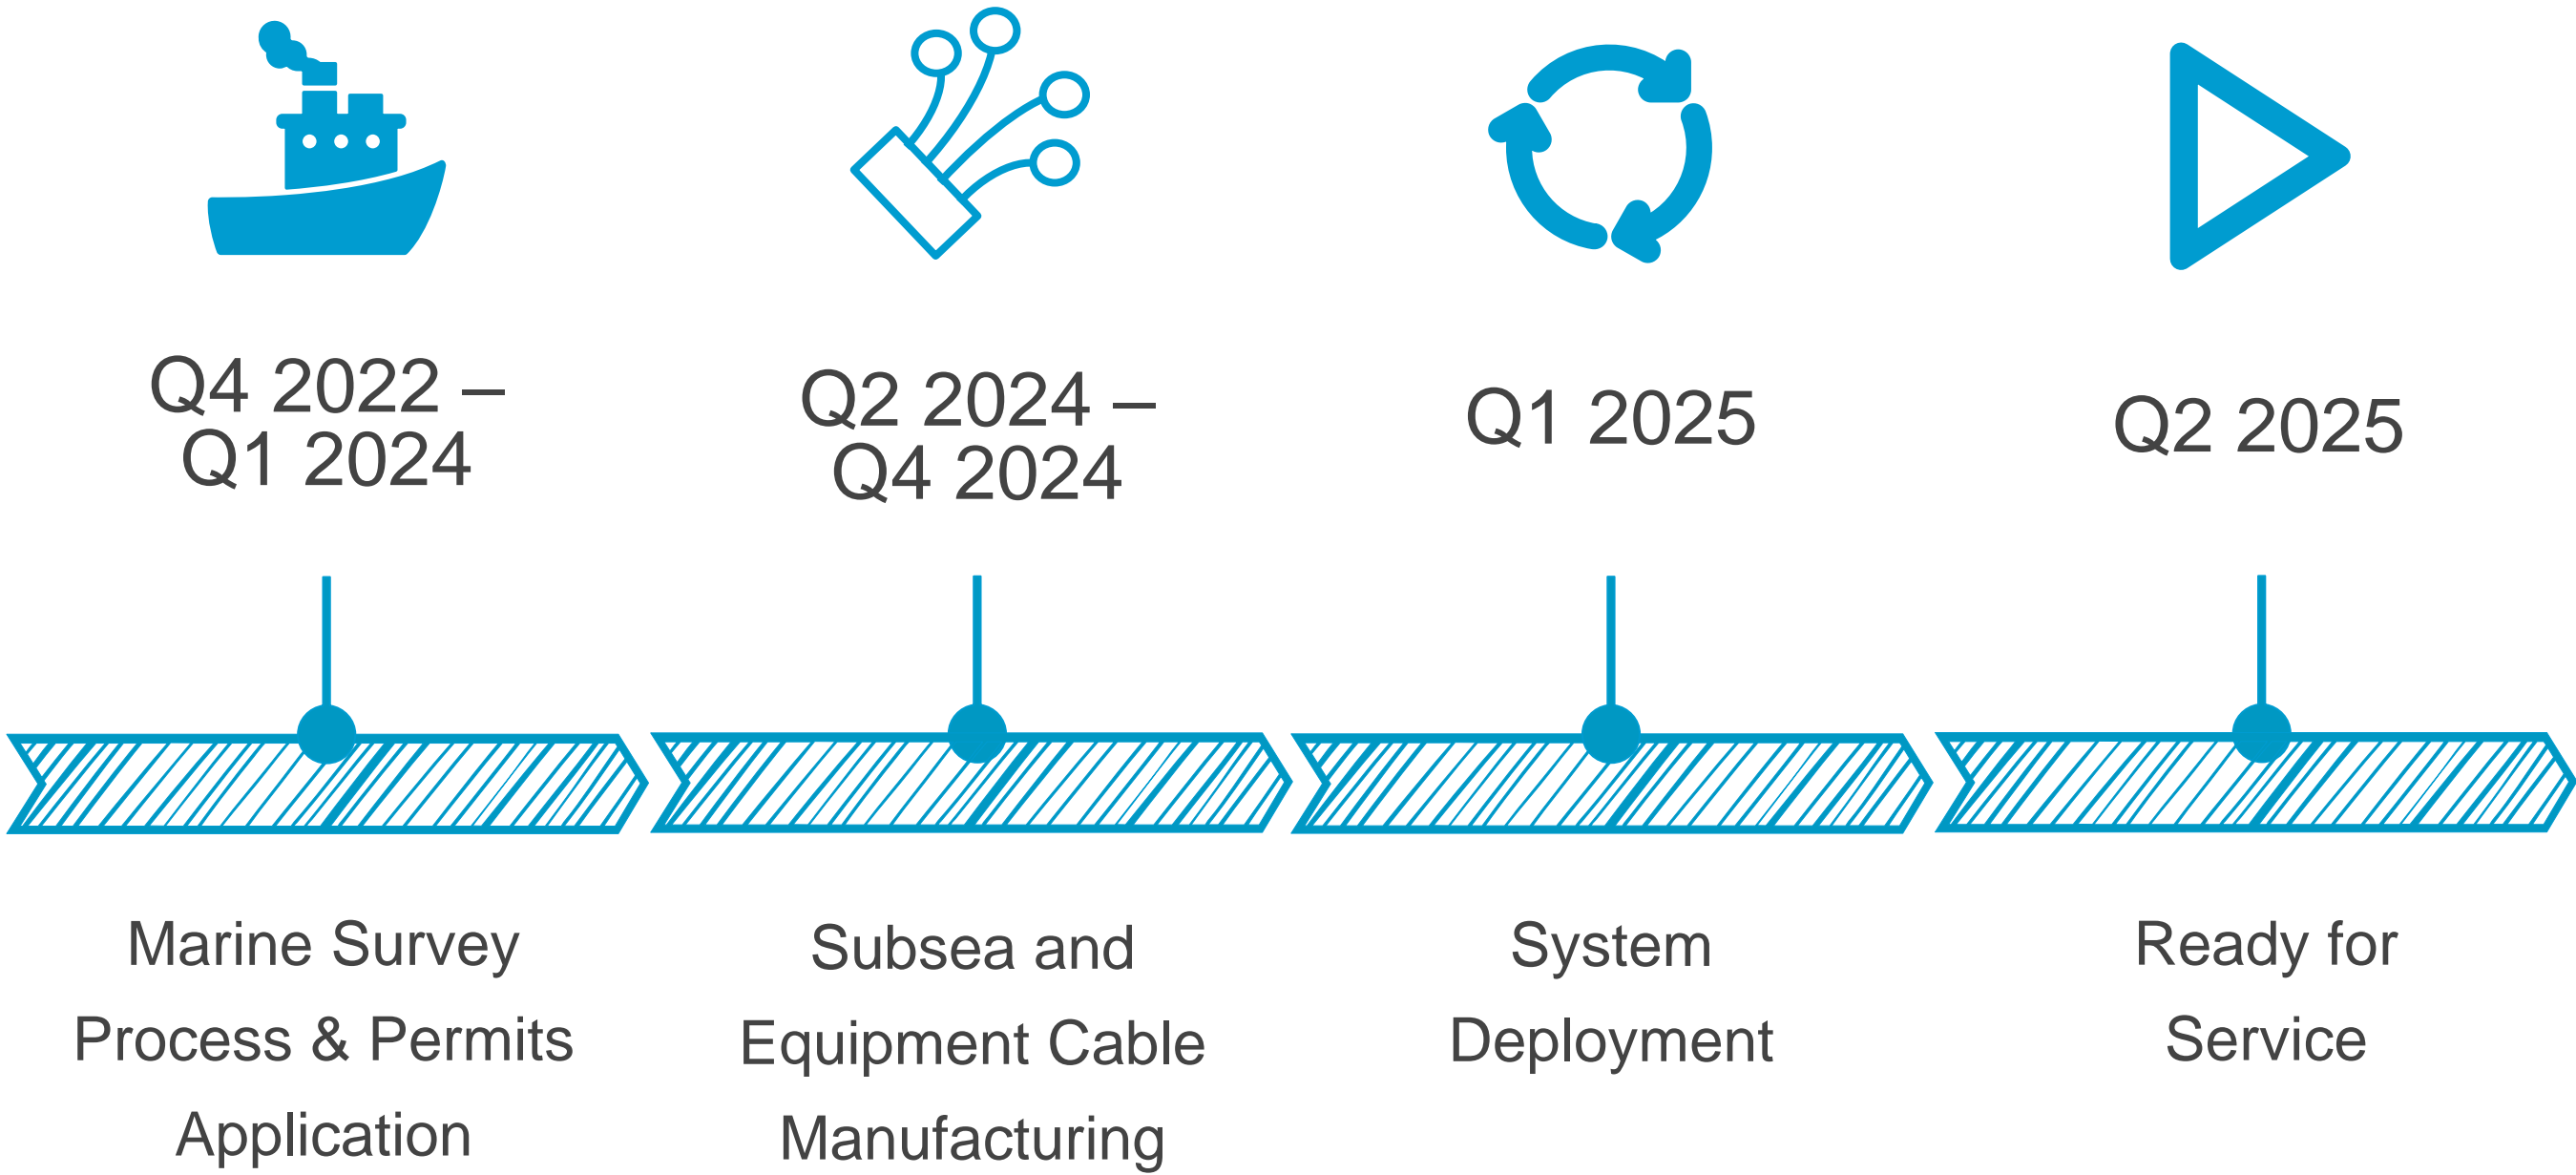 Q4 2022 –
Q1 2024
Q2 2024 –
Q4 2024
Q1 2025
Q2 2025
Marine Survey
Process & Permits
Application
Subsea and
Equipment Cable
Manufacturing
System
Deployment
Ready for
Service